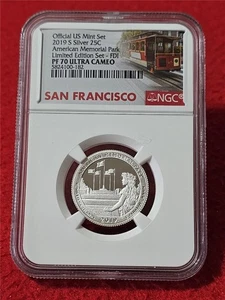 Official US Mint Set
2019 S Silver 25C
American Memorial Park
Limited Edition Set - FDI
PF 70 ULTRA CAMEO
5824100-182
SAN FRANCISCO
NGC